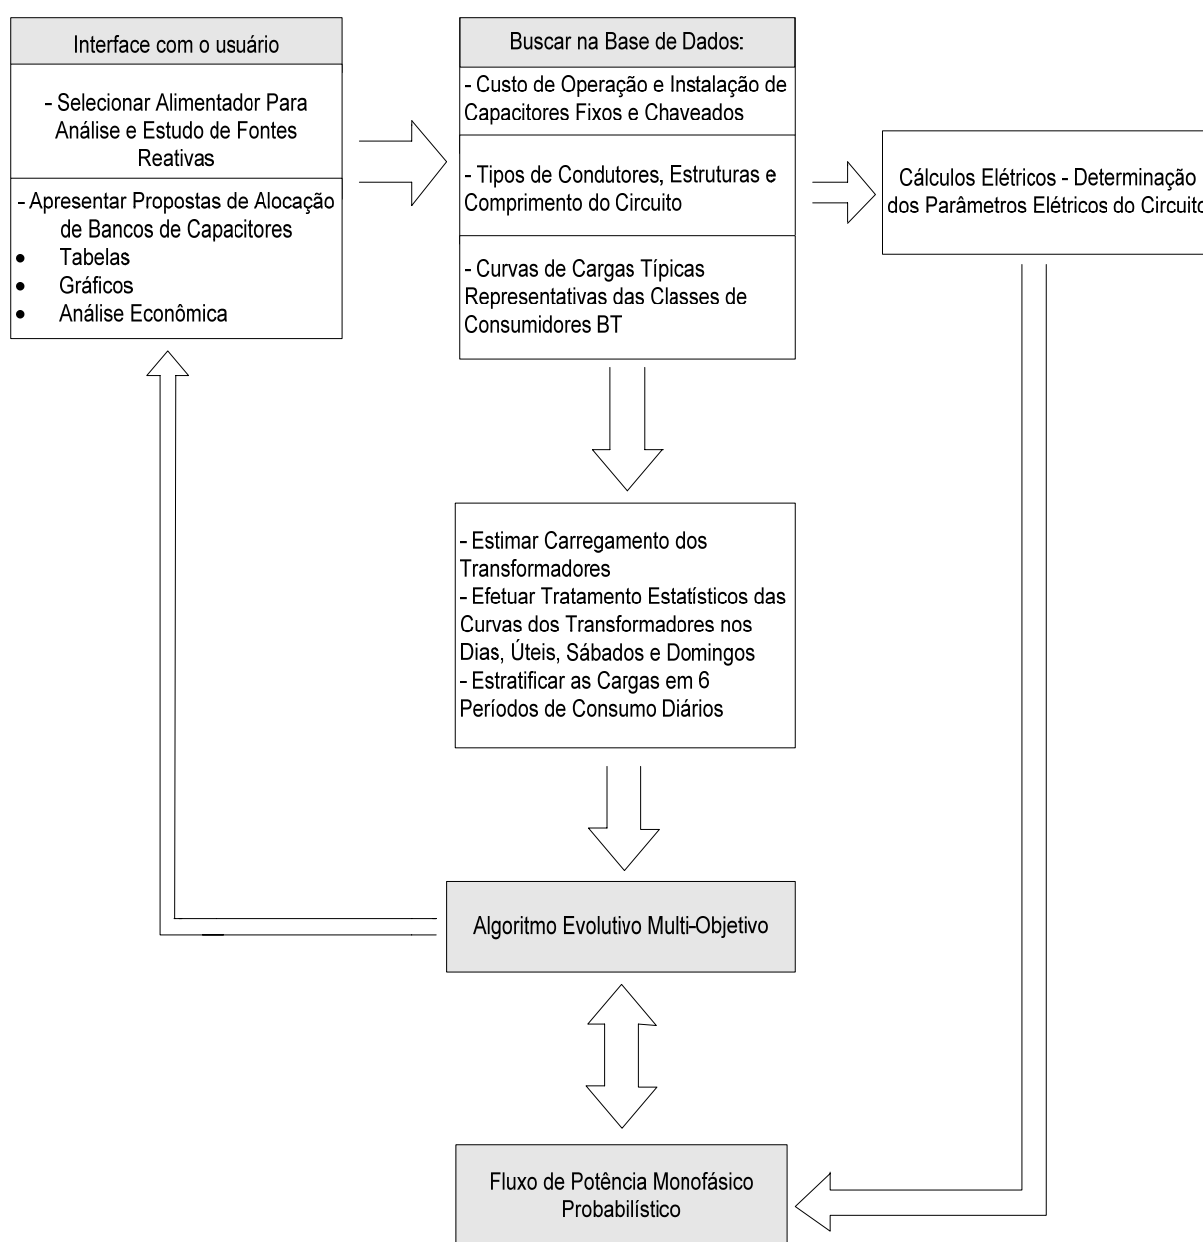 Interface com o usuário
- Selecionar Alimentador Para
Análise e Estudo de Fontes
Reativas
- Apresentar Propostas de Alocação
de Bancos de Capacitores
• Tabelas
• Gráficos
• Análise Econômica
Buscar na Base de Dados:
- Custo de Operação e Instalação de
Capacitores Fixos e Chaveados
- Tipos de Condutores, Estruturas e
Comprimento do Circuito
- Curvas de Cargas Típicas
Representativas das Classes de
Consumidores BT
Cálculos Elétricos - Determinação
dos Parâmetros Elétricos do Circuito
- Estimar Carregamento dos
Transformadores
- Efetuar Tratamento Estatísticos das
Curvas dos Transformadores nos
Dias, Úteis, Sábados e Domingos
- Estratificar as Cargas em 6
Períodos de Consumo Diários
Algoritmo Evolutivo Multi-Objetivo
Fluxo de Potência Monofásico
Probabilístico